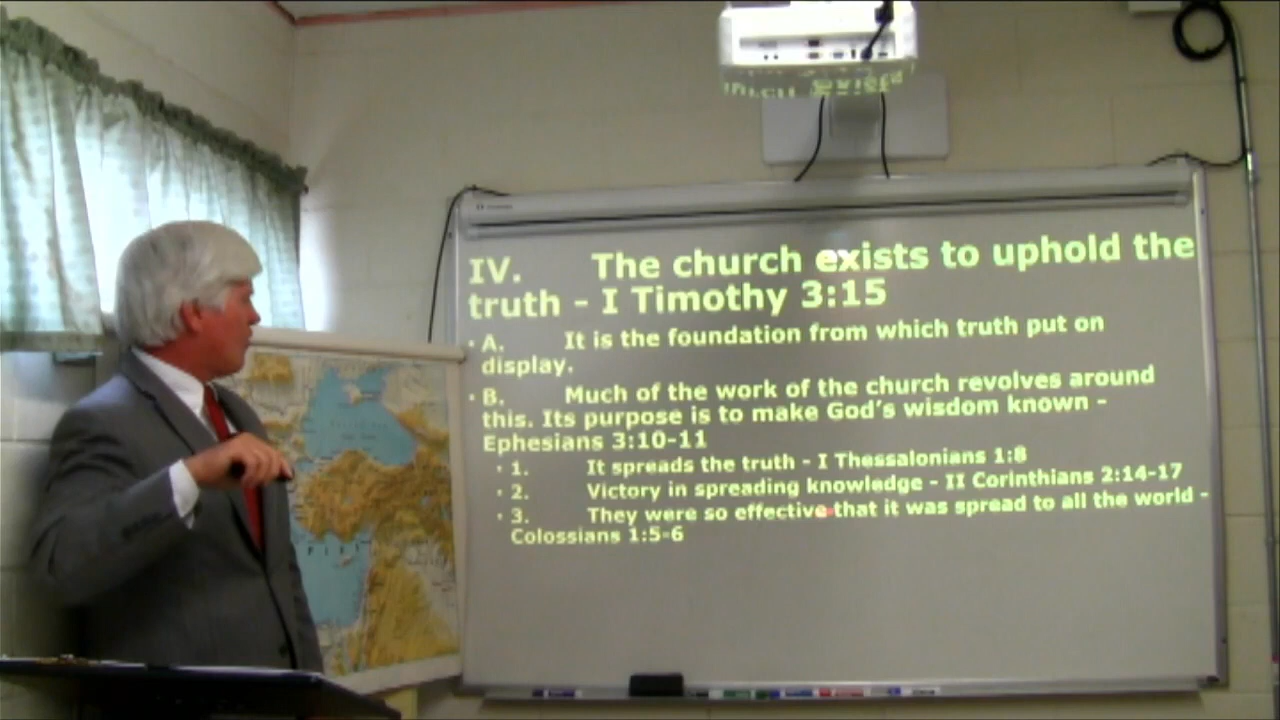 IV. The church exists to uphold the
truth - I Timothy 3:15
• A. It is the foundation from which truth put on
display.
• B. Much of the work of the church revolves around
this. Its purpose is to make God's wisdom known -
Ephesians 3:10-11
• 1. It spreads the truth - I Thessalonians 1:8
• 2. Victory in spreading knowledge - II Corinthians 2:14-17
• 3. They were so effective that it was spread to all the world -
Colossians 1:5-6